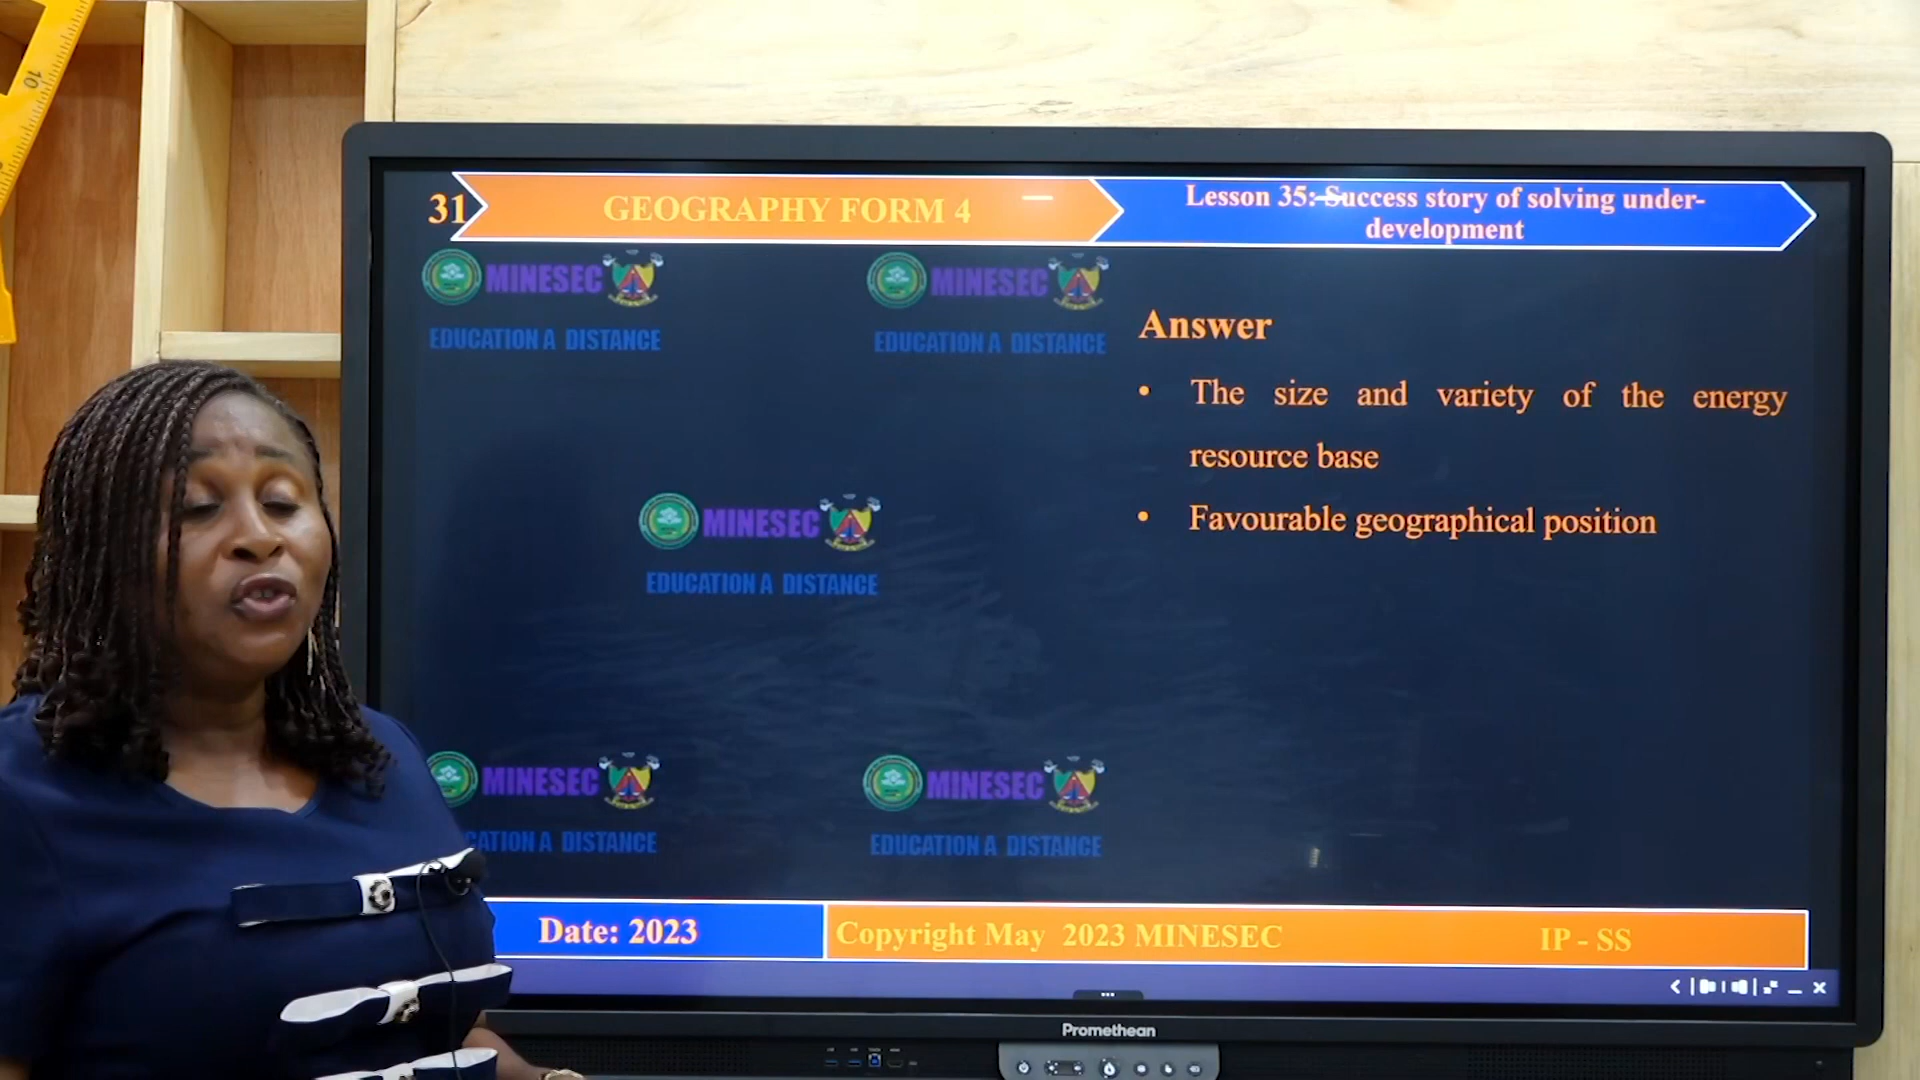 31
GEOGRAPHY FORM 4
Lesson 35: Success story of solving under-
development
MINESEC
EDUCATION A DISTANCE
MINESEC
EDUCATION A DISTANCE
Answer
• The size and variety of the energy
resource base
• Favourable geographical position
MINESEC
EDUCATION A DISTANCE
MINESEC
CATION A DISTANCE
MINESEC
EDUCATION A DISTANCE
Date: 2023
Copyright May 2023 MINESEC
IP - SS
Promethean
10